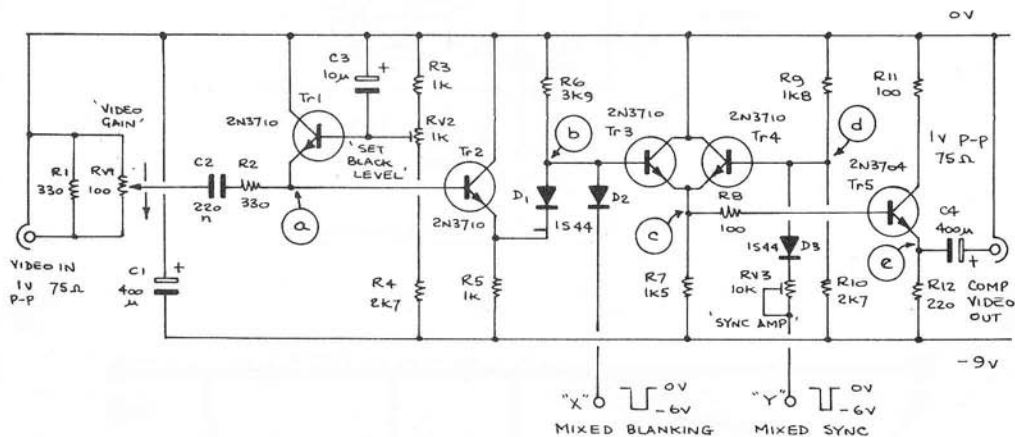 0V
C3
10μ +
R3
1K
R6
3K9
R9
1K8
R11
100
Tr1
'VIDEO
GAIN'
2N3710
RV2
1K
b
2N3710
Tr3
2N3710
Tr4
d
1V P-P
75Ω
R1
330
RV1
100
C2
220
n
R2
330
'SET
BLACK
LEVEL'
Tr2
2N3710
2N3704
Tr5
a
D1
1S44
D2
c
R8
100
1S44
D3
C4
400μ
+
e
VIDEO IN
1V 75Ω
P-P
C1
400
μ
+
R4
2K7
R5
1K
R7
1K5
RV3
10K
'SYNC AMP'
R10
2K7
R12
220
COMP
VIDEO
OUT
-9V
"X"
0V
-6V
MIXED BLANKING
"Y"
0V
-6V
MIXED SYNC